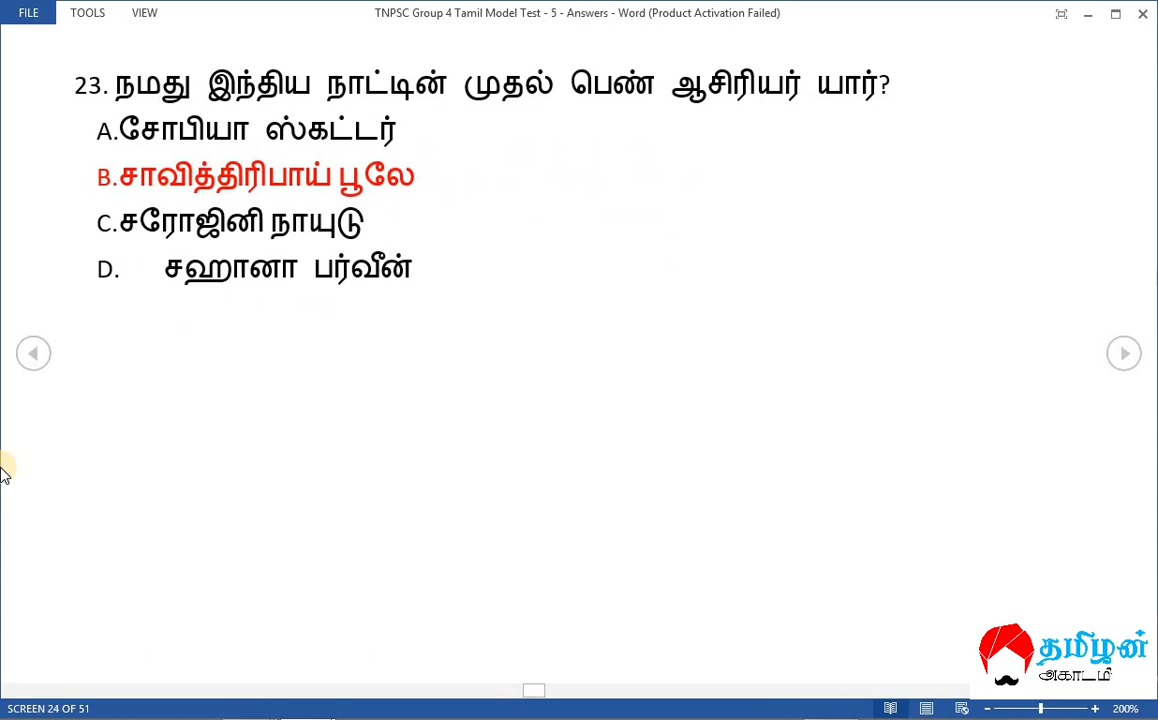 FILE TOOLS VIEW TNPSC Group 4 Tamil Model Test - 5 - Answers - Word (Product Activation Failed)
23. நமது இந்திய நாட்டின் முதல் பெண் ஆசிரியர் யார்?
A.சோபியா ஸ்கட்டர்
B.சாவித்திரிபாய் பூலே
C.சரோஜினி நாயுடு
D. சஹானா பர்வீன்
தமிழன்
அகாடமி
SCREEN 24 OF 51 200%